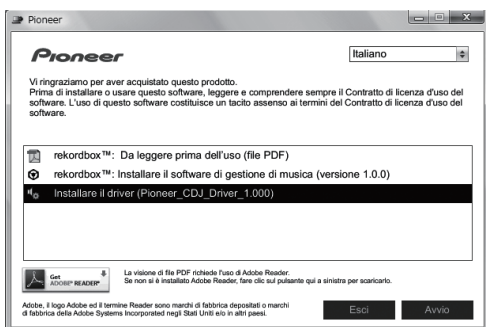 Pioneer
Pioneer
Italiano
Vi ringraziamo per aver acquistato questo prodotto.
Prima di installare o usare questo software, leggere e comprendere sempre il Contratto di licenza d'uso del
software. L'uso di questo software costituisce un tacito assenso ai termini del Contratto di licenza d'uso del
software.
rekordbox™: Da leggere prima dell'uso (file PDF)
rekordbox™: Installare il software di gestione di musica (versione 1.0.0)
Installare il driver (Pioneer_CDJ_Driver_1.000)
Get
ADOBE® READER®
La visione di file PDF richiede l'uso di Adobe Reader.
Se non si è installato Adobe Reader, fare clic sul pulsante qui a sinistra per scaricarlo.
Adobe, il logo Adobe ed il termine Reader sono marchi di fabbrica depositati o marchi
di fabbrica della Adobe Systems Incorporated negli Stati Uniti e/o in altri paesi.
Esci
Avvio